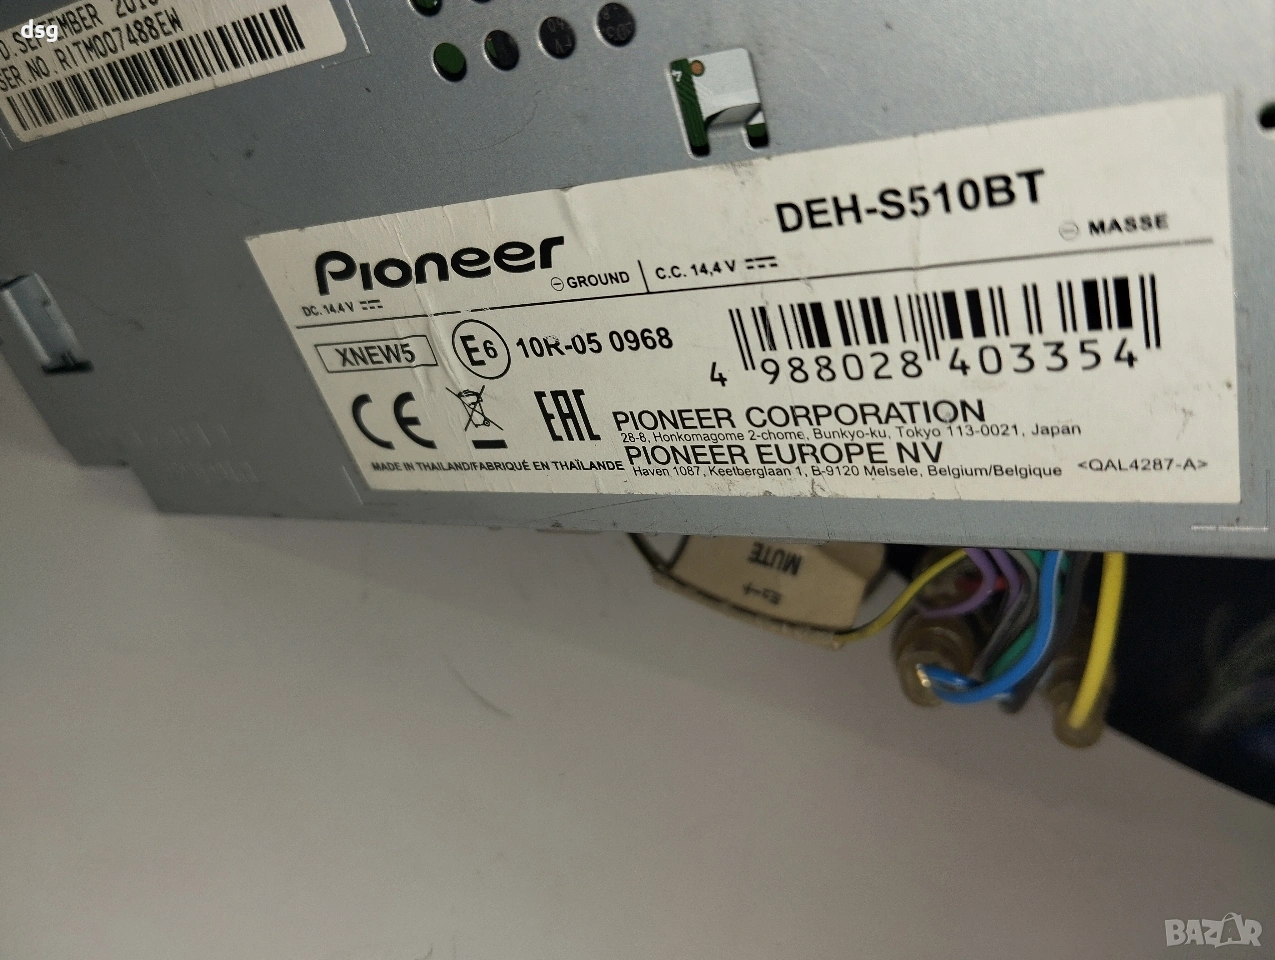 dsg
SER NO. RITM007488EW
DEH-S510BT
Pioneer
GROUND
C.C. 14,4 V
MASSE
DC. 14.4 V
XNEW5
E6
10R-05 0968
4 988028 403354
CE
EAC
PIONEER CORPORATION
28-8, Honkomagome 2-chome, Bunkyo-ku, Tokyo 113-0021, Japan
PIONEER EUROPE NV
MADE IN THAILAND/FABRIQUÉ EN THAÏLANDE
Haven 1087, Keetberglaan 1, B-9120 Melsele, Belgium/Belgique
<QAL4287-A>
MUTE
BAZAR